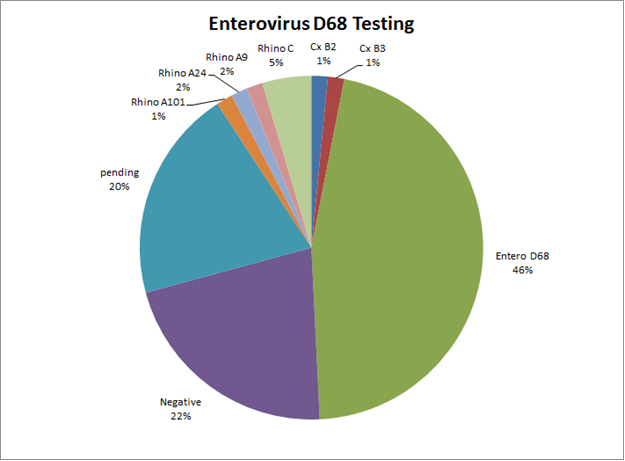 Enterovirus D68 Testing
Cx B2
1%
Cx B3
1%
Entero D68
46%
Negative
22%
pending
20%
Rhino A101
1%
Rhino A24
2%
Rhino A9
2%
Rhino C
5%